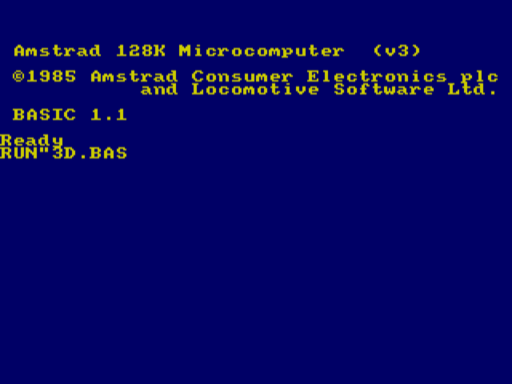 Amstrad 128K Microcomputer (v3)
©1985 Amstrad Consumer Electronics plc
and Locomotive Software Ltd.
BASIC 1.1
Ready
RUN"3D.BAS